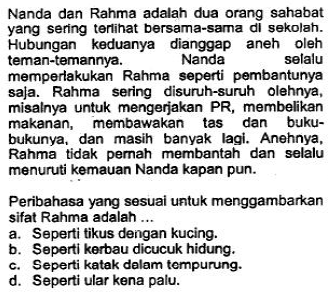 Nanda dan Rahma adalah dua orang sahabat
yang sering terlihat bersama-sama di sekolah.
Hubungan keduanya dianggap aneh oleh
teman-temannya. Nanda selalu
memperlakukan Rahma seperti pembantunya
saja. Rahma sering disuruh-suruh olehnya,
misalnya untuk mengerjakan PR, membelikan
makanan, membawakan tas dan buku-
bukunya, dan masih banyak lagi. Anehnya,
Rahma tidak pernah membantah dan selalu
menuruti kemauan Nanda kapan pun.
Peribahasa yang sesuai untuk menggambarkan
sifat Rahma adalah ...
a. Seperti tikus dengan kucing.
b. Seperti kerbau dicucuk hidung.
c. Seperti katak dalam tempurung.
d. Seperti ular kena palu.